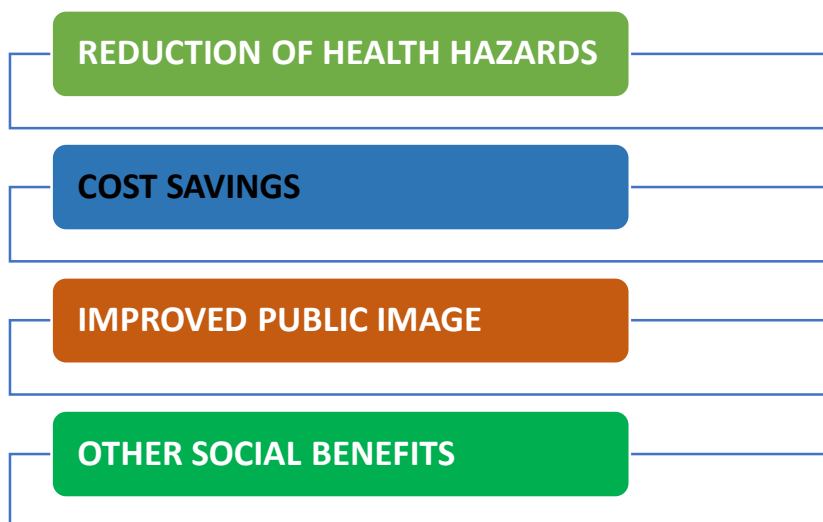 REDUCTION OF HEALTH HAZARDS
COST SAVINGS
IMPROVED PUBLIC IMAGE
OTHER SOCIAL BENEFITS